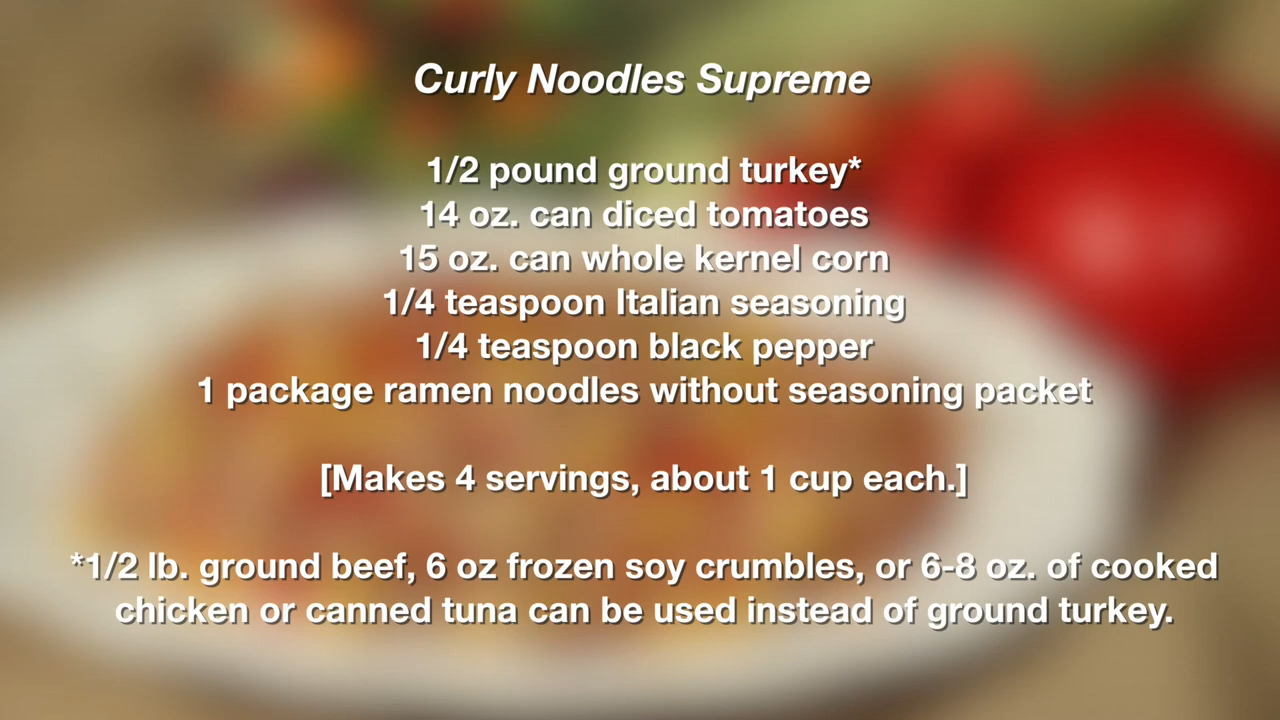 Curly Noodles Supreme
1/2 pound ground turkey*
14 oz. can diced tomatoes
15 oz. can whole kernel corn
1/4 teaspoon Italian seasoning
1/4 teaspoon black pepper
1 package ramen noodles without seasoning packet
[Makes 4 servings, about 1 cup each.]
*1/2 lb. ground beef, 6 oz frozen soy crumbles, or 6-8 oz. of cooked
chicken or canned tuna can be used instead of ground turkey.